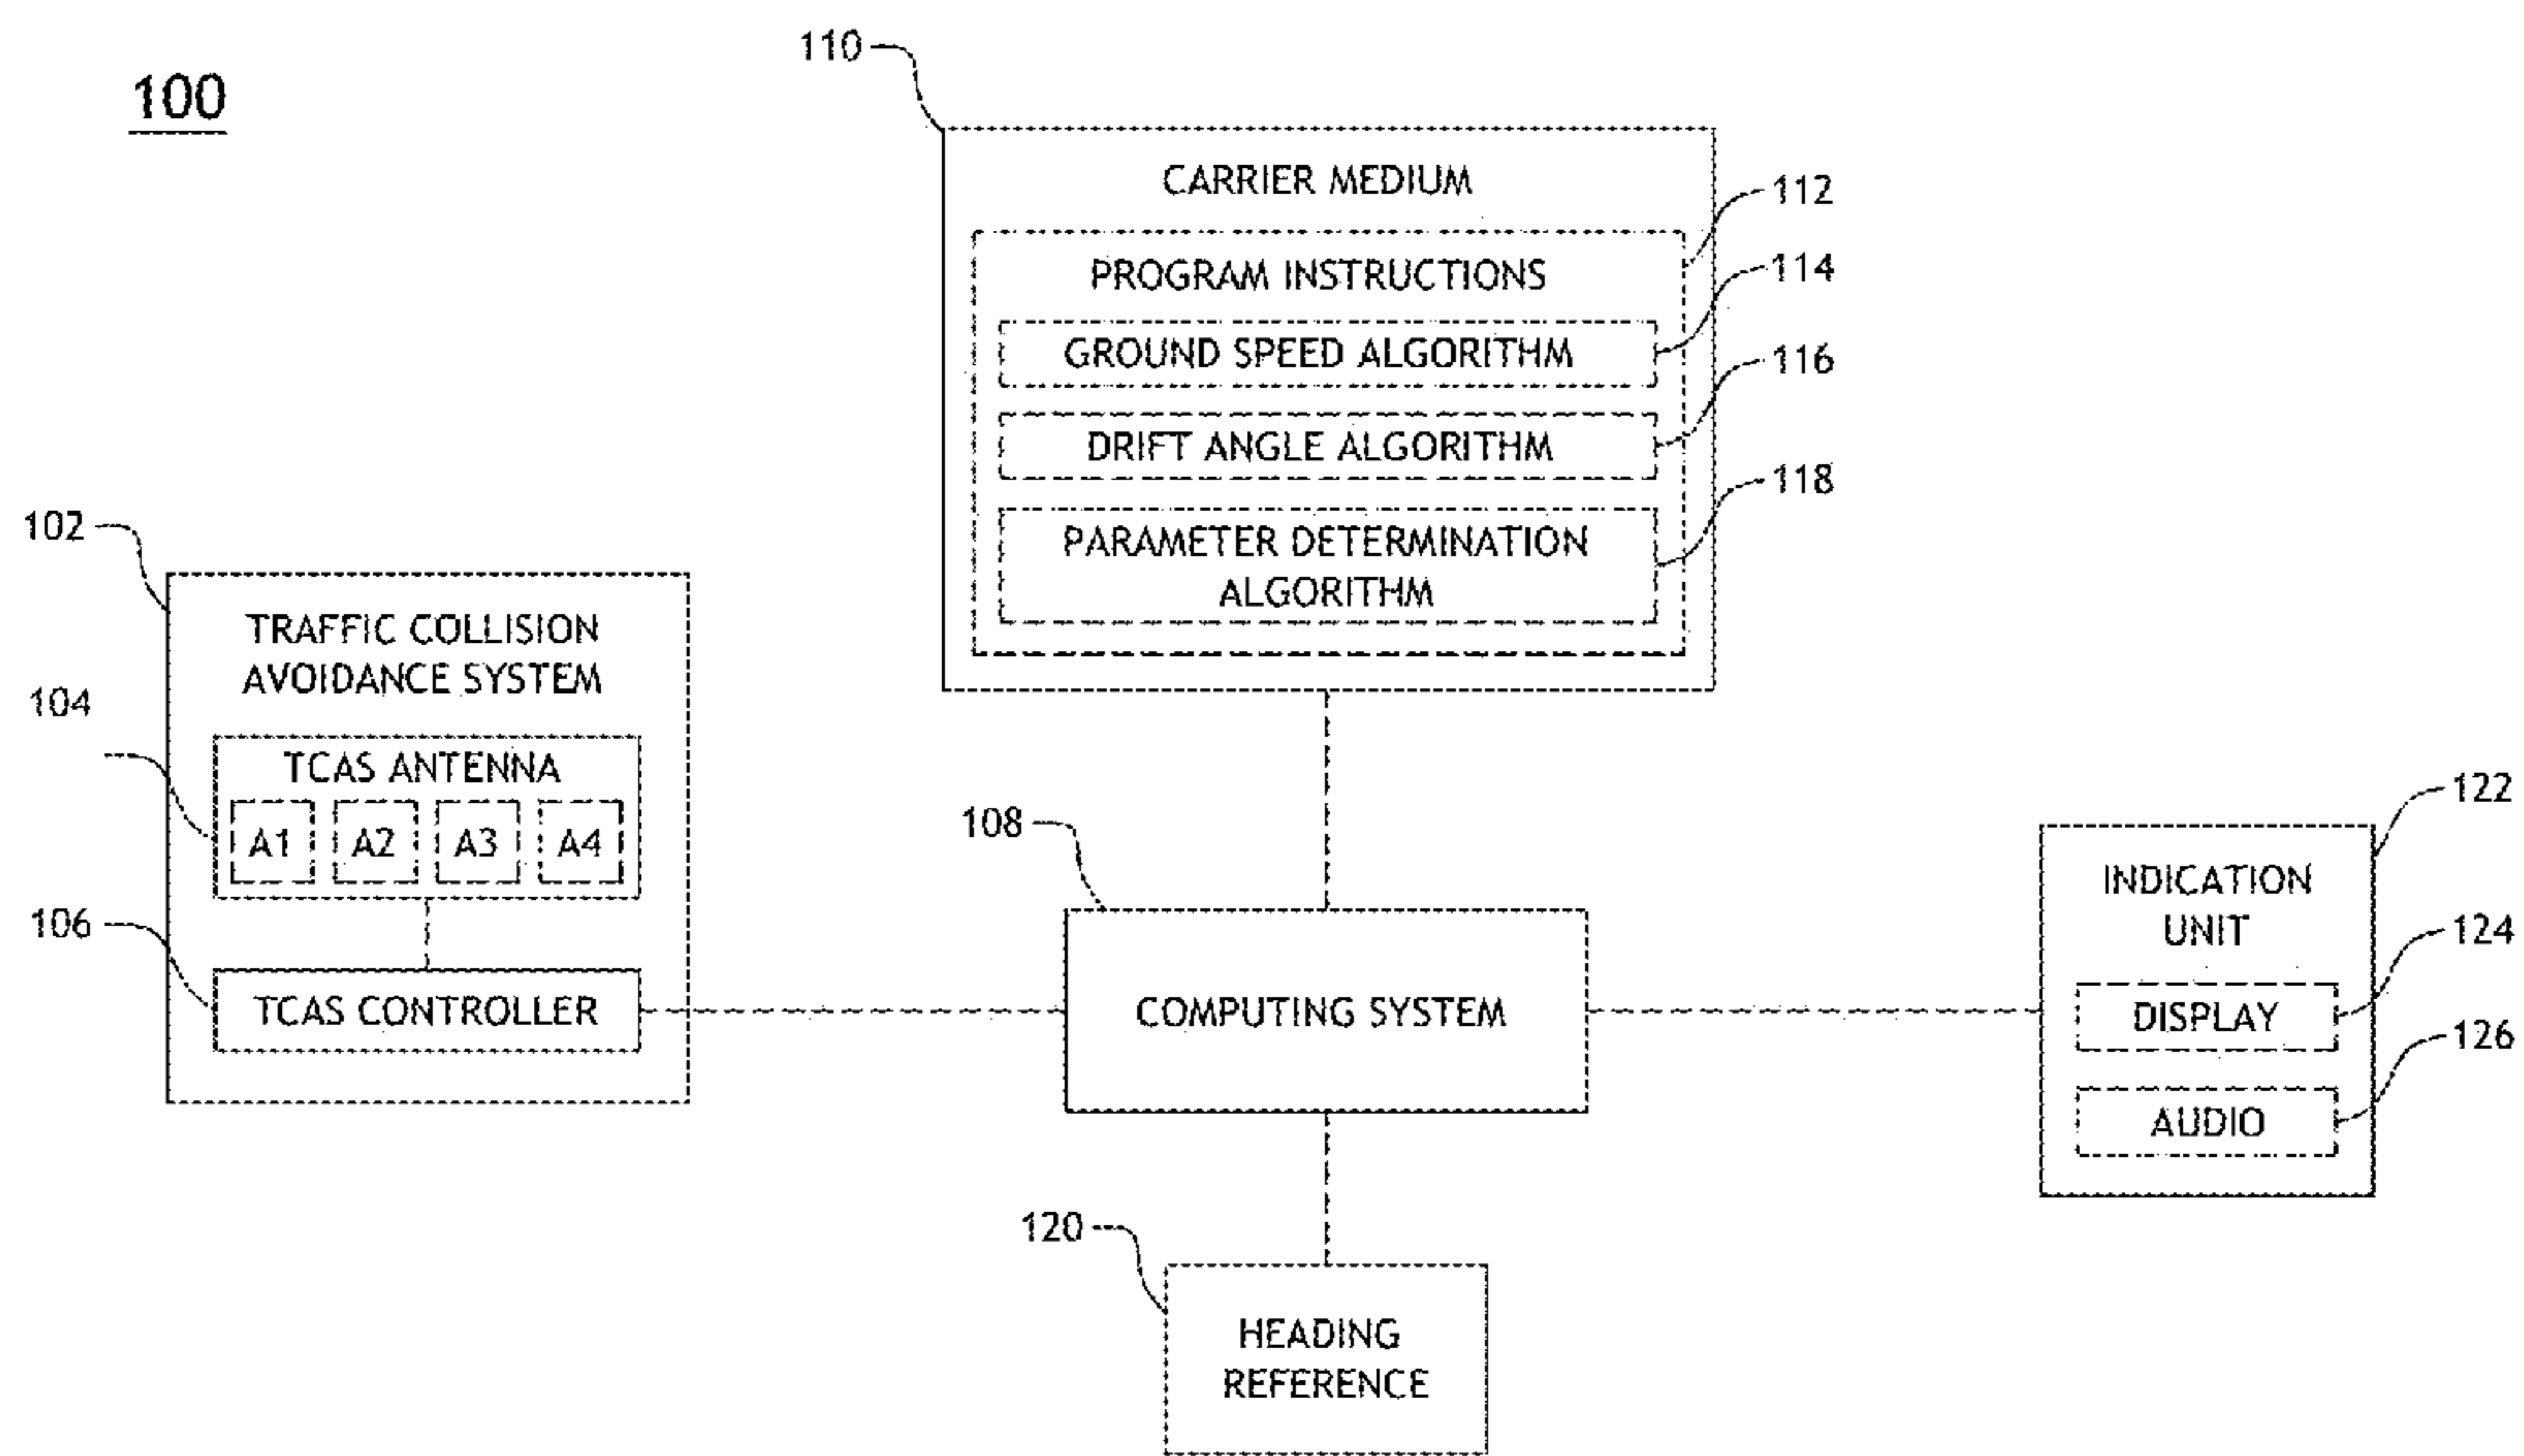 100
110
CARRIER MEDIUM
112
PROGRAM INSTRUCTIONS
114
GROUND SPEED ALGORITHM
116
DRIFT ANGLE ALGORITHM
118
PARAMETER DETERMINATION
ALGORITHM
102
TRAFFIC COLLISION
AVOIDANCE SYSTEM
104
TCAS ANTENNA
A1 A2 A3 A4
106
TCAS CONTROLLER
108
COMPUTING SYSTEM
122
INDICATION
UNIT
124
DISPLAY
126
AUDIO
120
HEADING
REFERENCE